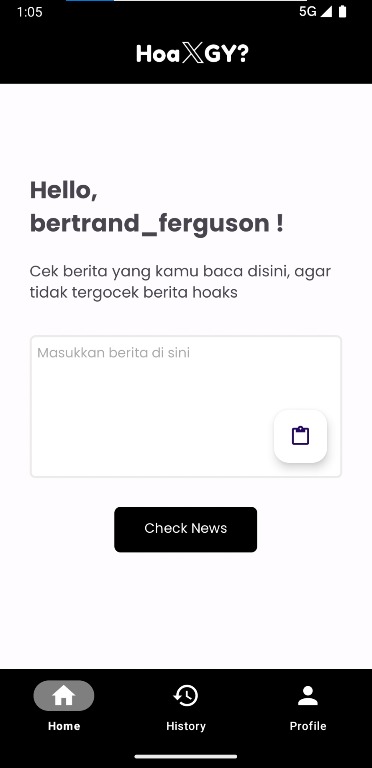 1:05 5G
Hoa𝕏GY?
Hello,
bertrand_ferguson !
Cek berita yang kamu baca disini, agar
tidak tergocek berita hoaks
Masukkan berita di sini
Check News
Home History Profile